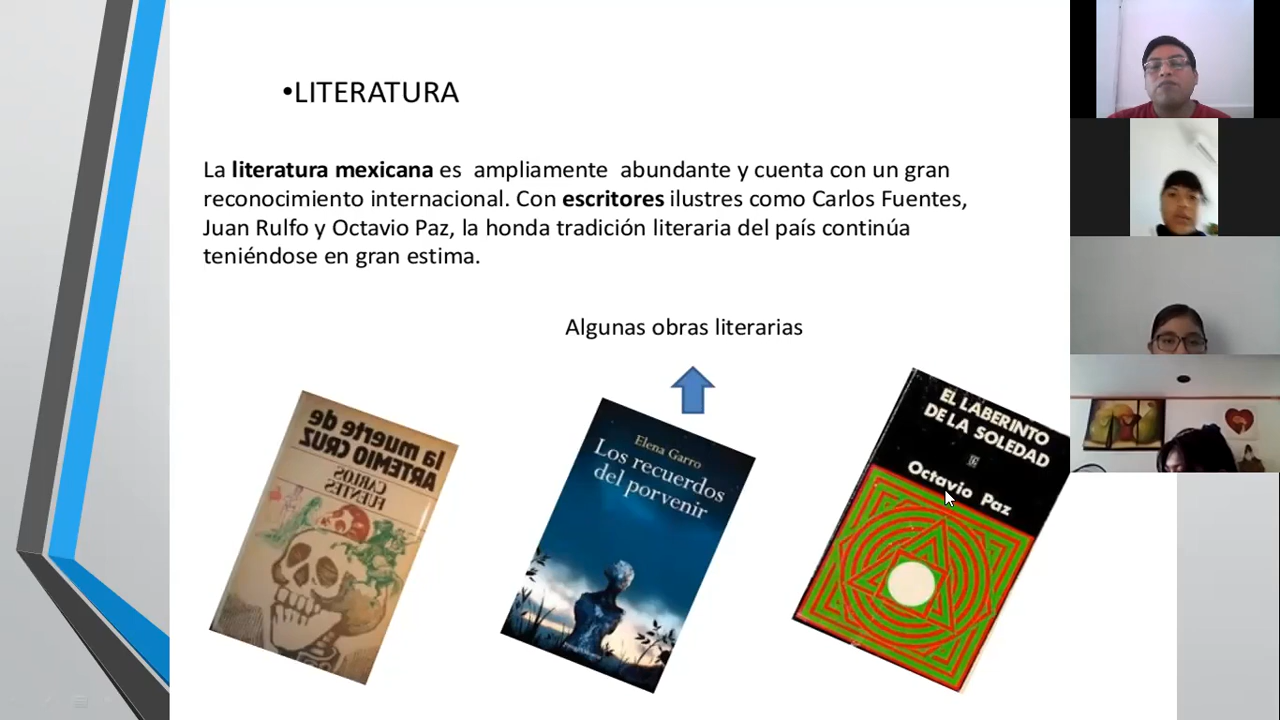 •LITERATURA
La literatura mexicana es ampliamente abundante y cuenta con un gran
reconocimiento internacional. Con escritores ilustres como Carlos Fuentes,
Juan Rulfo y Octavio Paz, la honda tradición literaria del país continúa
teniéndose en gran estima.
Algunas obras literarias
la muerte de
ARTEMIO CRUZ
CARLOS
FUENTES
Elena Garro
Los recuerdos
del porvenir
EL LABERINTO
DE LA SOLEDAD
Octavio Paz